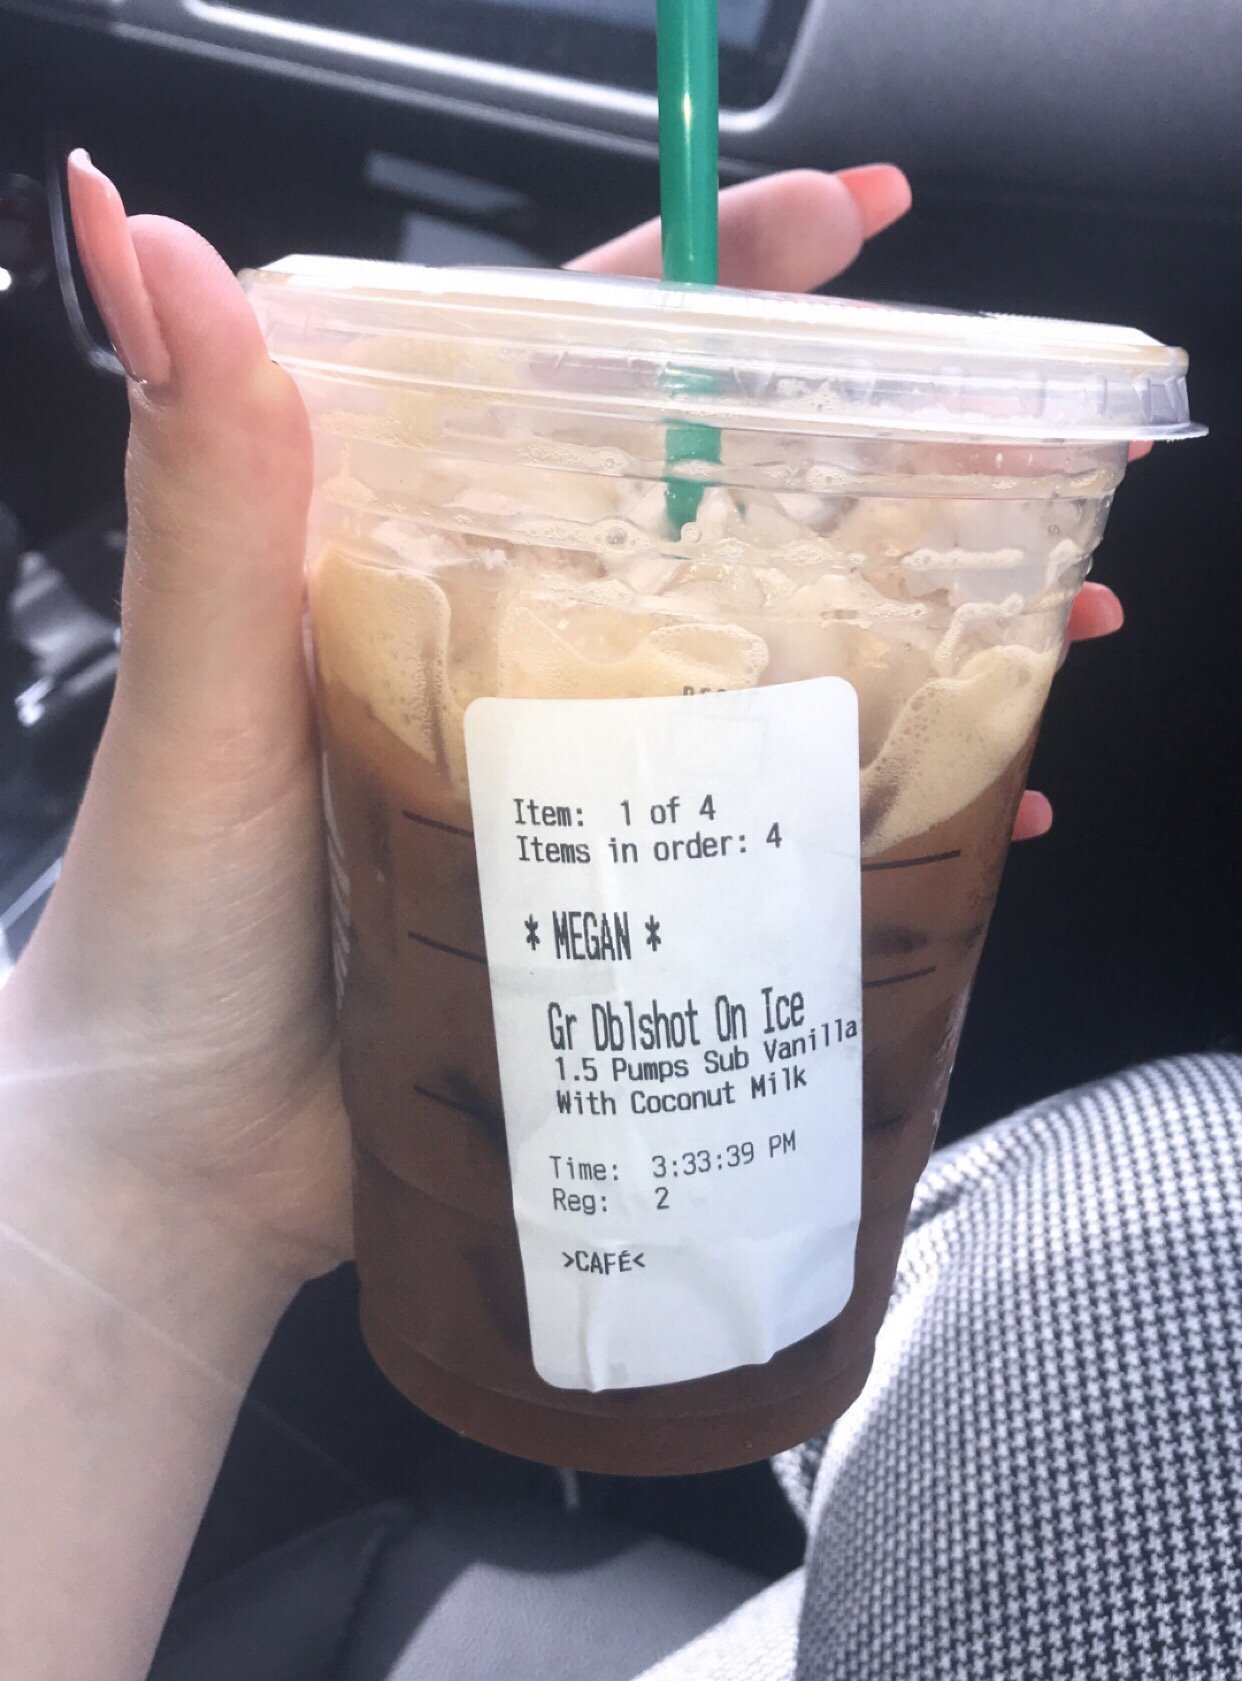 Item: 1 of 4
Items in order: 4
* MEGAN *
Gr Dblshot On Ice
1.5 Pumps Sub Vanilla
With Coconut Milk
Time: 3:33:39 PM
Reg: 2
>CAFÉ<